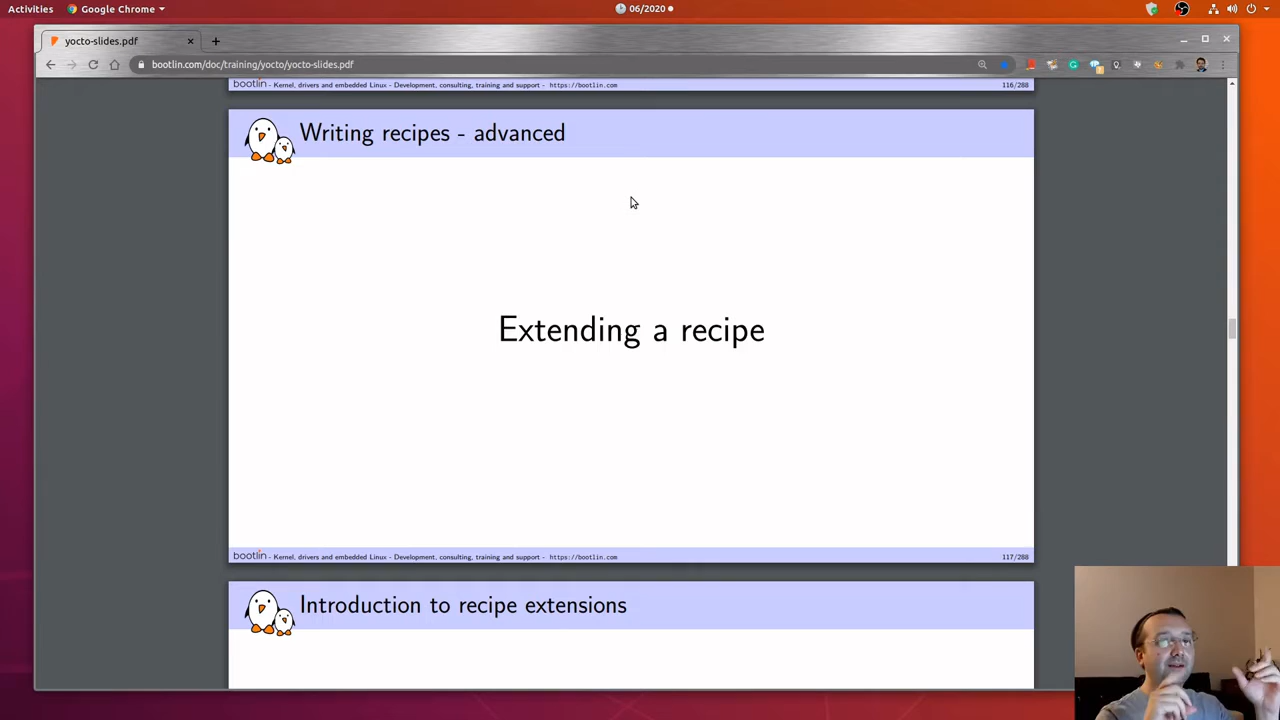 Activities
Google Chrome
06/2020
yocto-slides.pdf
bootlin.com/doc/training/yocto/yocto-slides.pdf
bootlin - Kernel, drivers and embedded Linux - Development, consulting, training and support - https://bootlin.com 116/288
Writing recipes - advanced
Extending a recipe
bootlin - Kernel, drivers and embedded Linux - Development, consulting, training and support - https://bootlin.com 117/288
Introduction to recipe extensions